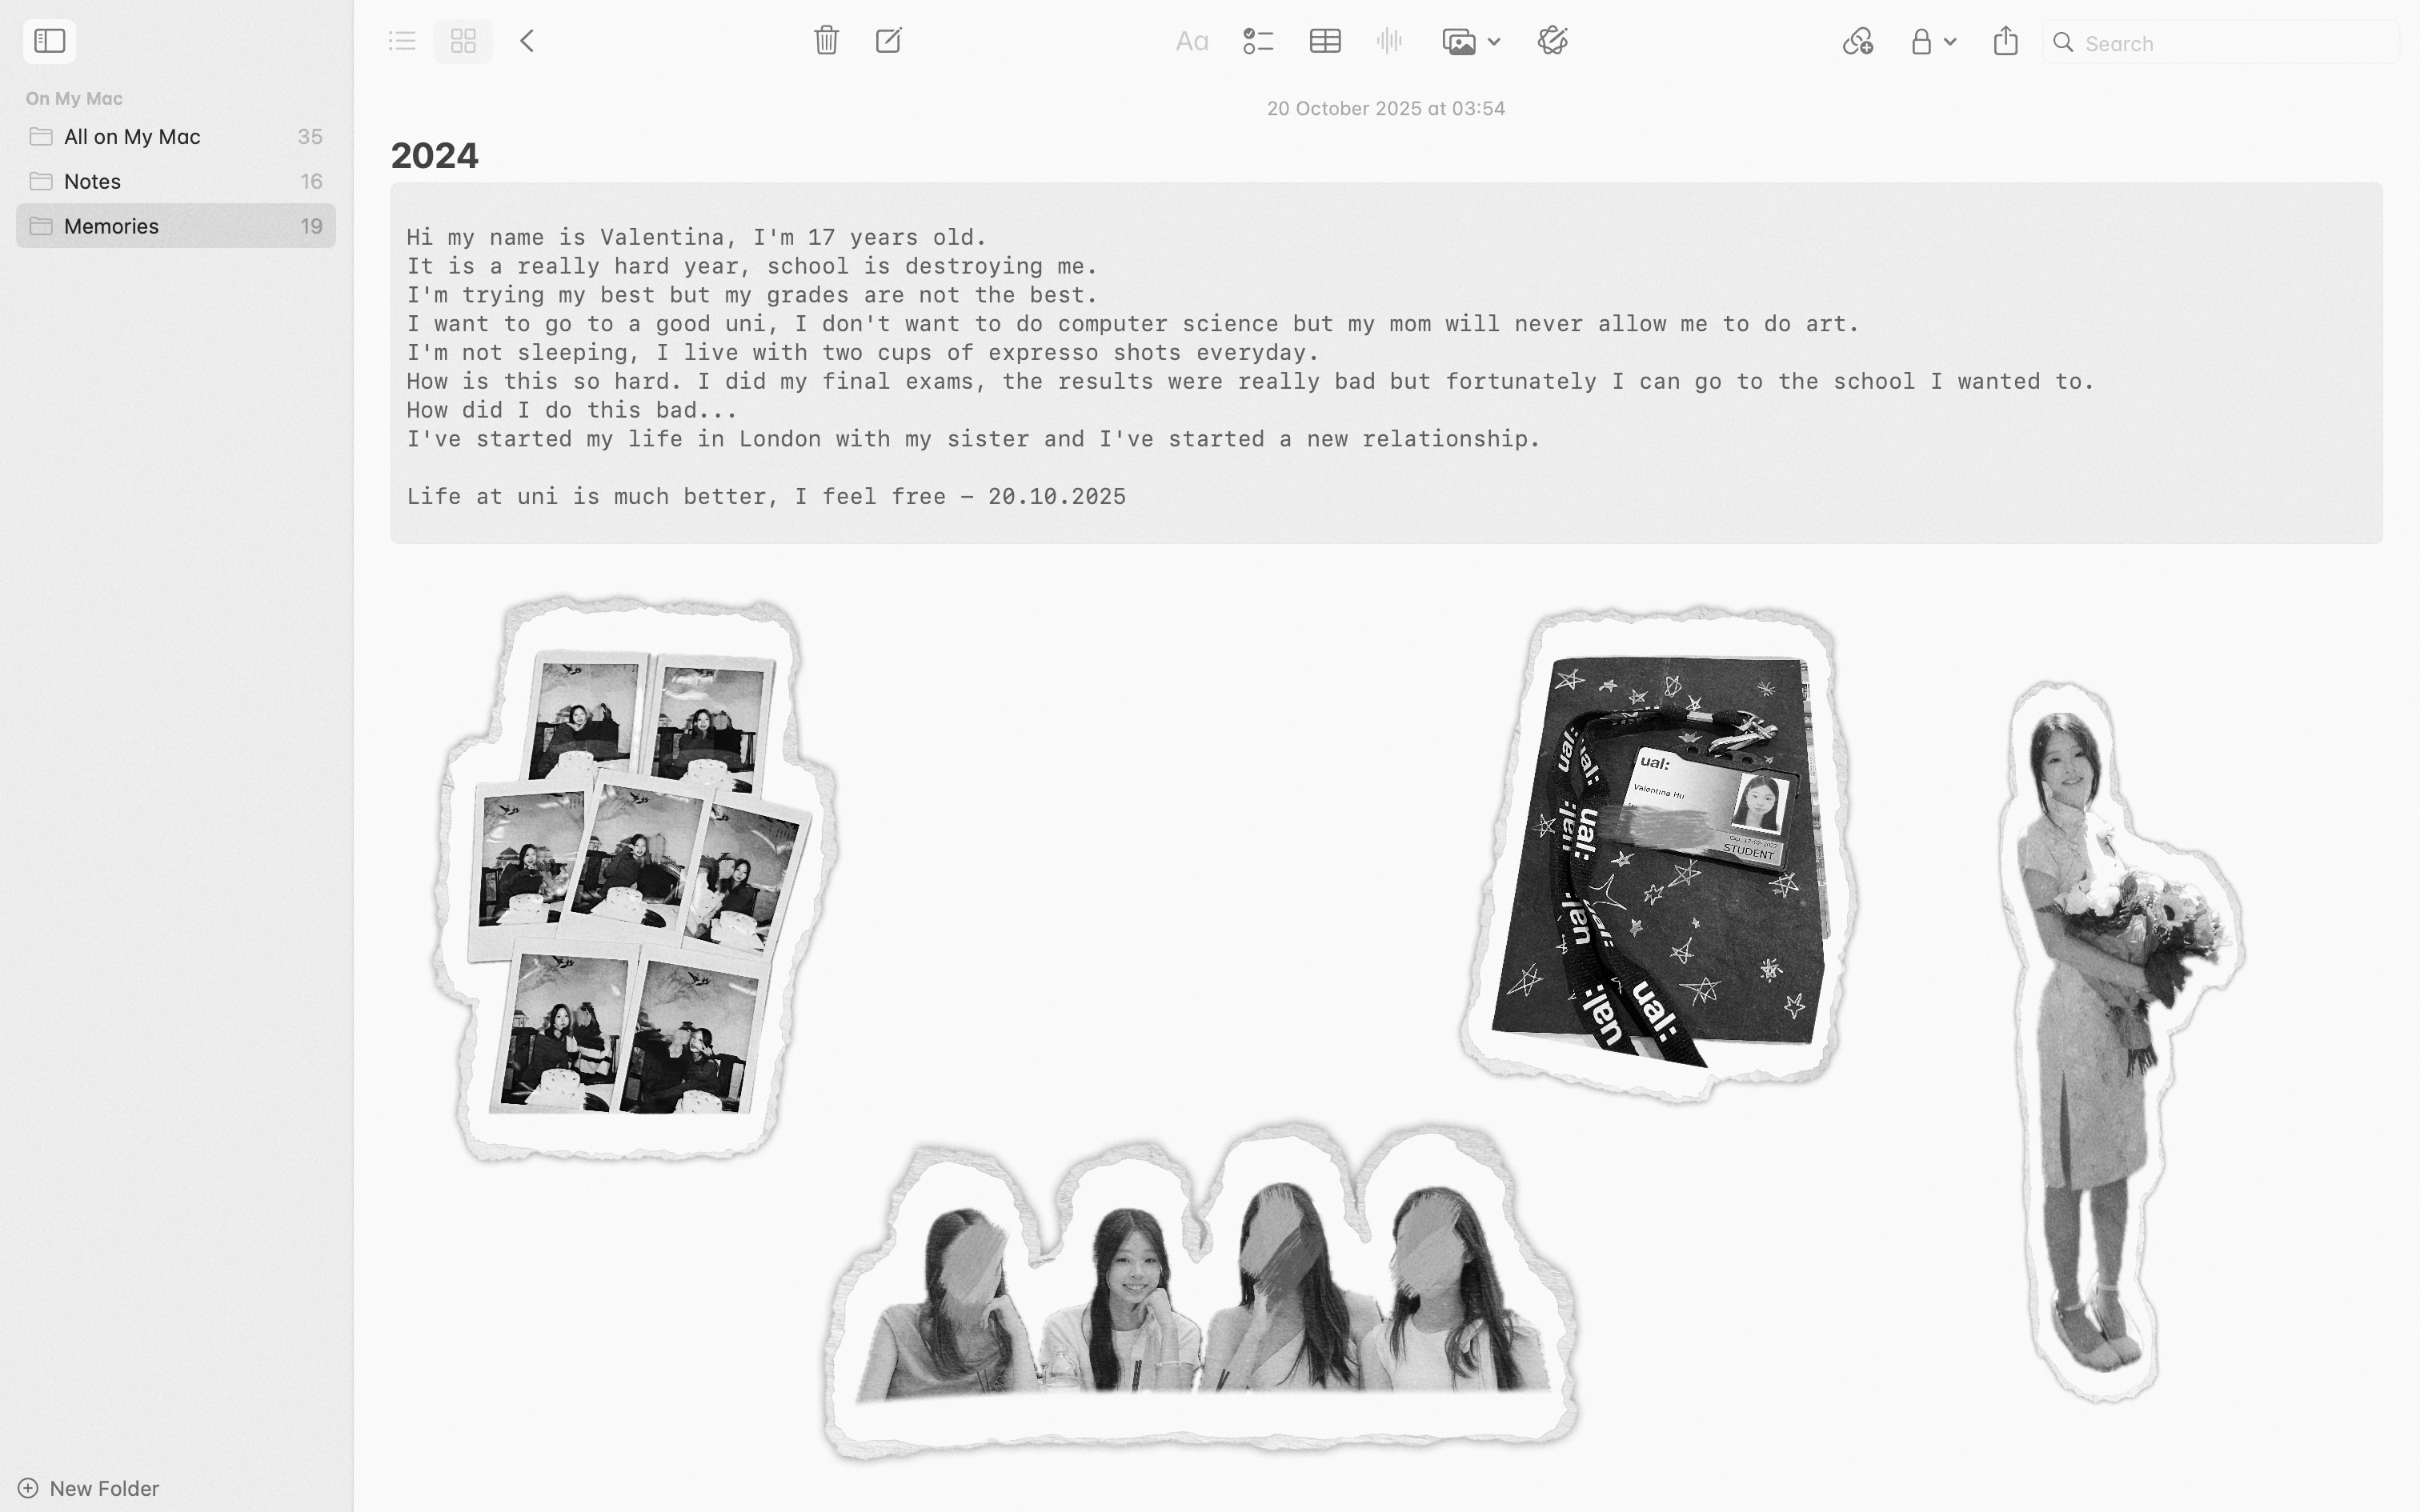 On My Mac
All on My Mac 35
Notes 16
Memories 19
New Folder
Aa
Search
20 October 2025 at 03:54
2024
Hi my name is Valentina, I'm 17 years old.
It is a really hard year, school is destroying me.
I'm trying my best but my grades are not the best.
I want to go to a good uni, I don't want to do computer science but my mom will never allow me to do art.
I'm not sleeping, I live with two cups of expresso shots everyday.
How is this so hard. I did my final exams, the results were really bad but fortunately I can go to the school I wanted to.
How did I do this bad...
I've started my life in London with my sister and I've started a new relationship.
Life at uni is much better, I feel free – 20.10.2025
ual:
Valentina Hu
STUDENT
ual:
ual:
ual:
ual:
ual:
ual:
ual: